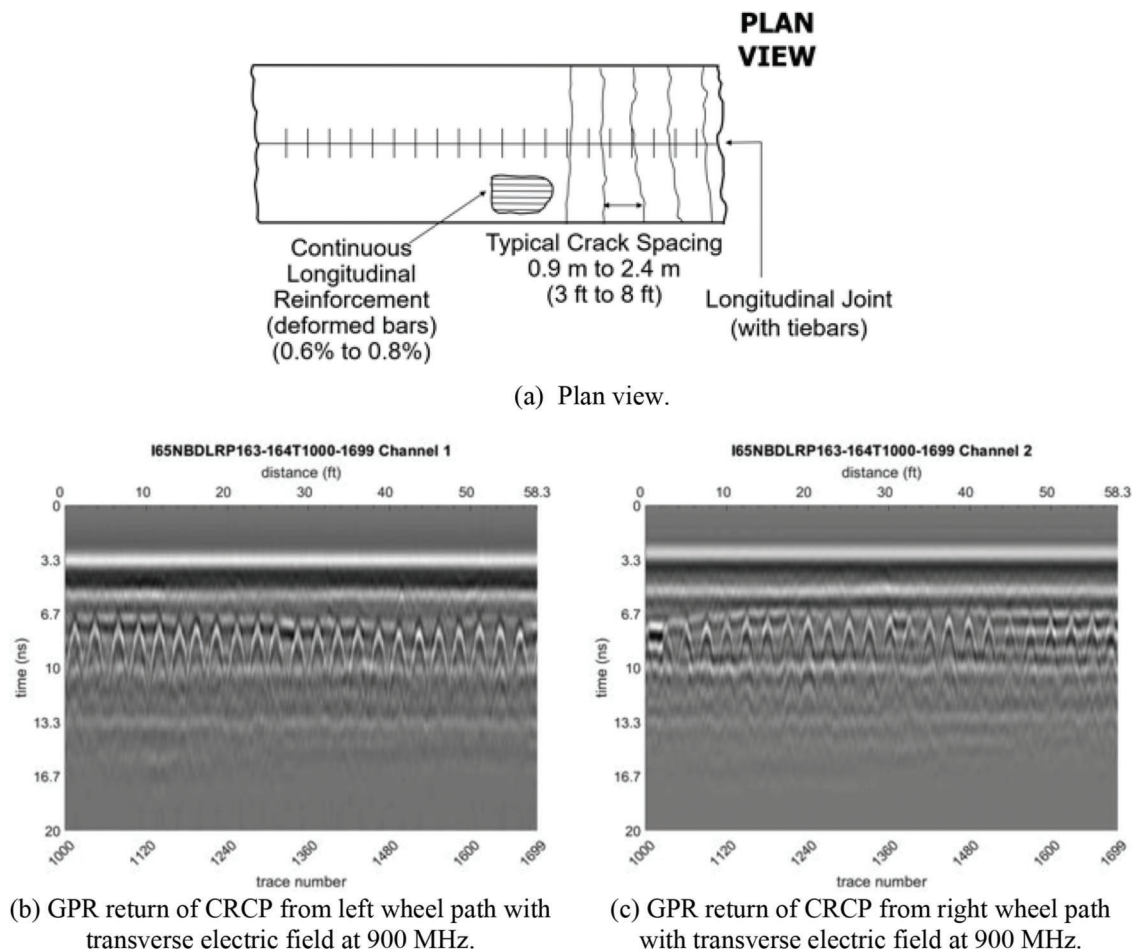 PLAN
VIEW
Continuous
Longitudinal
Reinforcement
(deformed bars)
(0.6% to 0.8%)
Typical Crack Spacing
0.9 m to 2.4 m
(3 ft to 8 ft)
Longitudinal Joint
(with tiebars)
(a) Plan view.
I65NBDLRP163-164T1000-1699 Channel 1
distance (ft)
0 10 20 30 40 50 58.3
0
3.3
6.7
10
13.3
16.7
20
time (ns)
1000 1120 1240 1360 1480 1600 1699
trace number
(b) GPR return of CRCP from left wheel path with
transverse electric field at 900 MHz.
I65NBDLRP163-164T1000-1699 Channel 2
distance (ft)
0 10 20 30 40 50 58.3
0
3.3
6.7
10
13.3
16.7
20
time (ns)
1000 1120 1240 1360 1480 1600 1699
trace number
(c) GPR return of CRCP from right wheel path
with transverse electric field at 900 MHz.